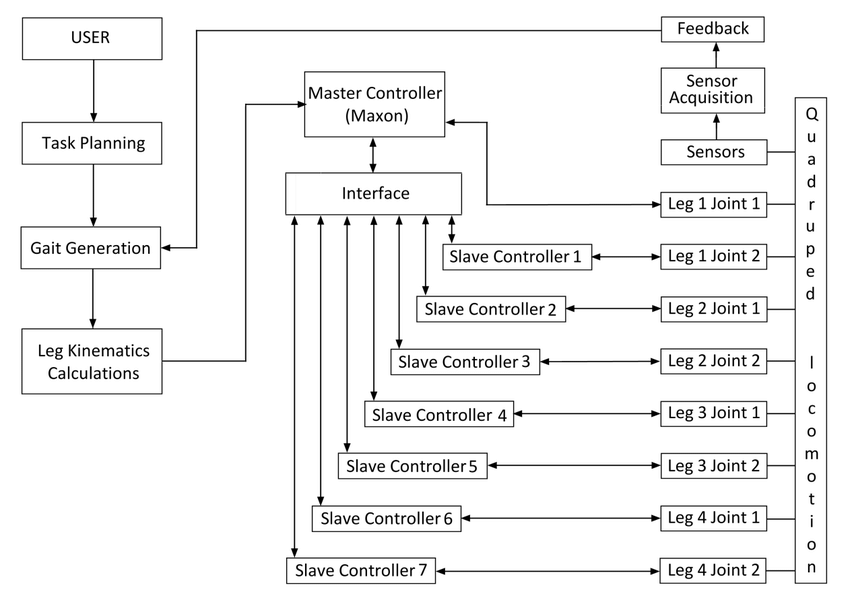 USER
Feedback
Master Controller
(Maxon)
Sensor
Acquisition
Task Planning
Sensors
Interface
Leg 1 Joint 1
Gait Generation
Slave Controller 1
Leg 1 Joint 2
Slave Controller 2
Leg 2 Joint 1
Leg Kinematics
Calculations
Slave Controller 3
Leg 2 Joint 2
Slave Controller 4
Leg 3 Joint 1
Slave Controller 5
Leg 3 Joint 2
Slave Controller 6
Leg 4 Joint 1
Slave Controller 7
Leg 4 Joint 2
Quadruped locomotion